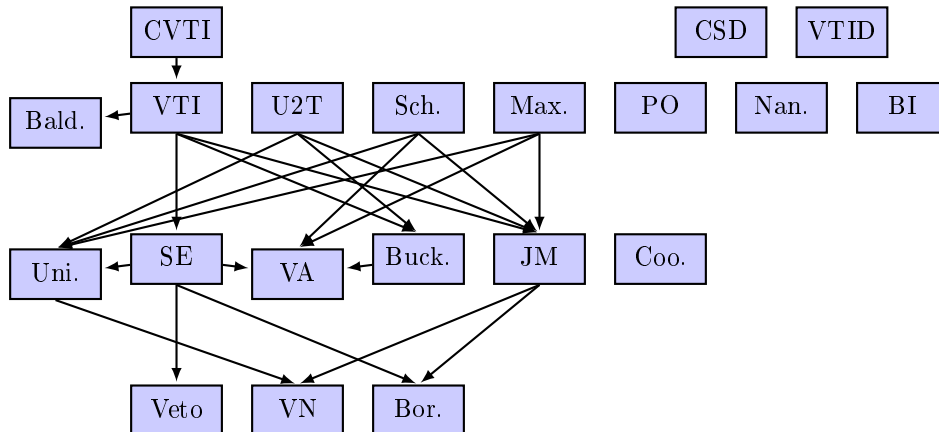 CVTI
CSD
VTID
Bald.
VTI
U2T
Sch.
Max.
PO
Nan.
BI
Uni.
SE
VA
Buck.
JM
Coo.
Veto
VN
Bor.